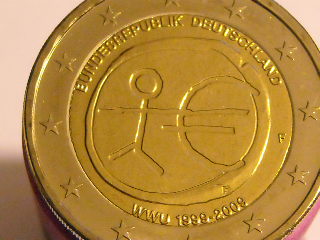 BUNDESREPUBLIK DEUTSCHLAND
F
F
WWU 1999-2009